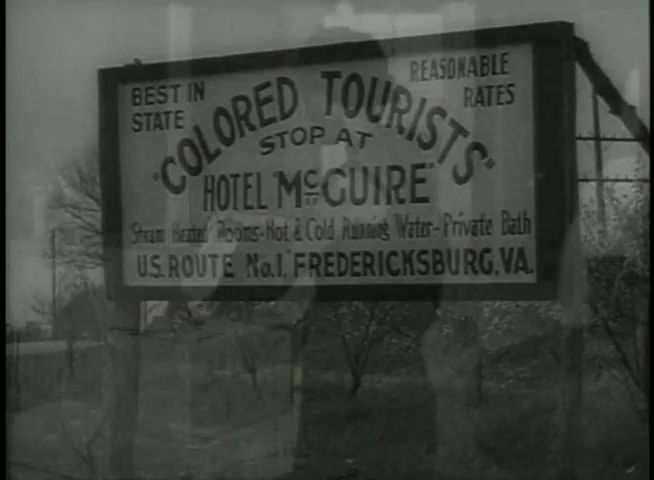 BEST IN
STATE
REASONABLE
RATES
"COLORED TOURISTS"
STOP AT
HOTEL "McGUIRE"
Steam Heated Rooms-Hot & Cold Running Water-Private Bath
U.S. ROUTE No.1, FREDERICKSBURG, VA.